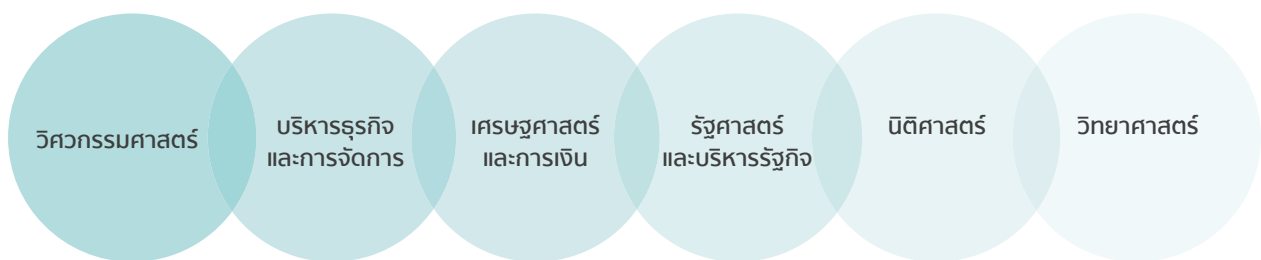 วิศวกรรมศาสตร์
บริหารธุรกิจ
และการจัดการ
เศรษฐศาสตร์
และการเงิน
รัฐศาสตร์
และบริหารรัฐกิจ
นิติศาสตร์
วิทยาศาสตร์